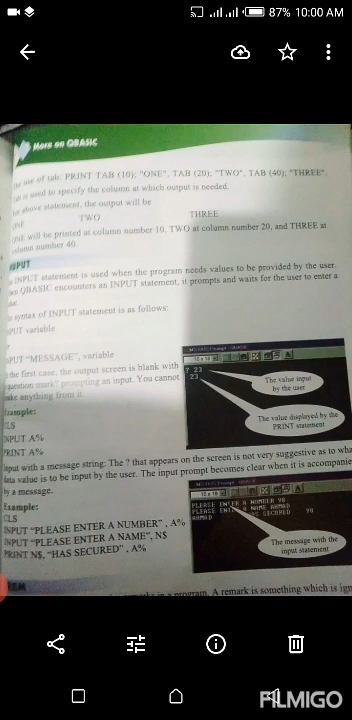 87% 10:00 AM
More on QBASIC
use of tab: PRINT TAB (10); "ONE", TAB (20); "TWO", TAB (40); "THREE".
is used to specify the column at which output is needed.
above statement, the output will be
TWO THREE
will be printed at column number 10, TWO at column number 20, and THREE at
number 40.
INPUT statement is used when the program needs values to be provided by the user.
QBASIC encounters an INPUT statement, it prompts and waits for the user to enter a
syntax of INPUT statement is as follows:
variable
"MESSAGE", variable
the first case, the output screen is blank with
question mark? prompting an input. You cannot
make anything from it.
10 x 16
? 23
23
The value input
by the user
The value displayed by the
PRINT statement
CLS
INPUT A%
PRINT A%
Input with a message string: The ? that appears on the screen is not very suggestive as to
data value is to be input by the user. The input prompt becomes clear when it is
by a message.
Example:
CLS
INPUT "PLEASE ENTER A NUMBER", A%
INPUT "PLEASE ENTER A NAME", N$
PRINT N$, "HAS SECURED", A%
10 x 16
PLEASE ENTER A NUMBER 98
PLEASE ENTER A NAME AHMAD
AHMAD HAS SECURED 98
The message with the
input statement
in a program. A remark is something which is
FILMIGO